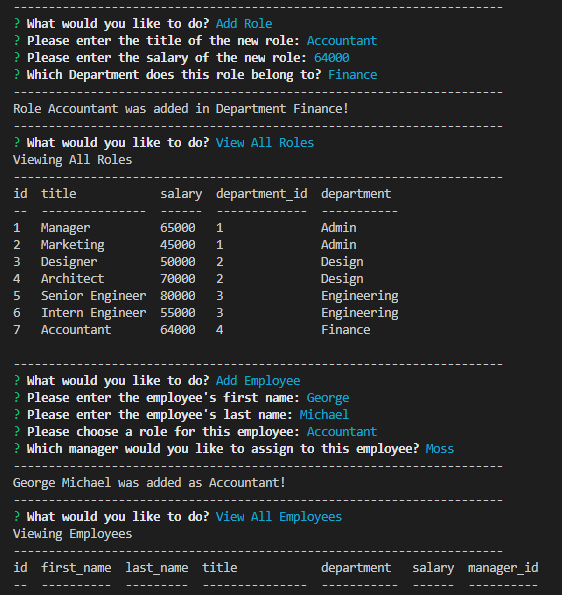 ----------------------------------------------------------------------
? What would you like to do? Add Role
? Please enter the title of the new role: Accountant
? Please enter the salary of the new role: 64000
? Which Department does this role belong to? Finance
----------------------------------------------------------------------
Role Accountant was added in Department Finance!
----------------------------------------------------------------------
? What would you like to do? View All Roles
Viewing All Roles
----------------------------------------------------------------------
id  title            salary  department_id  department
--  ---------------  ------  -------------  -----------
1   Manager          65000   1              Admin
2   Marketing        45000   1              Admin
3   Designer         50000   2              Design
4   Architect        70000   2              Design
5   Senior Engineer  80000   3              Engineering
6   Intern Engineer  55000   3              Engineering
7   Accountant       64000   4              Finance
----------------------------------------------------------------------
? What would you like to do? Add Employee
? Please enter the employee's first name: George
? Please enter the employee's last name: Michael
? Please choose a role for this employee: Accountant
? Which manager would you like to assign to this employee? Moss
----------------------------------------------------------------------
George Michael was added as Accountant!
----------------------------------------------------------------------
? What would you like to do? View All Employees
Viewing Employees
----------------------------------------------------------------------
id  first_name  last_name  title            department   salary  manager_id
--  ----------  ---------  ---------------  -----------  ------  ----------